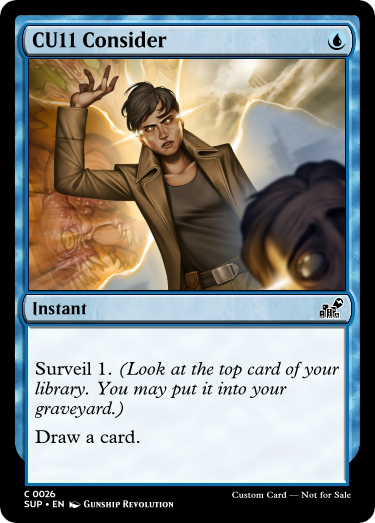 CU11 Consider
Instant
Surveil 1. (Look at the top card of your
library. You may put it into your
graveyard.)
Draw a card.
C 0026
SUP • EN Gunship Revolution
Custom Card — Not for Sale